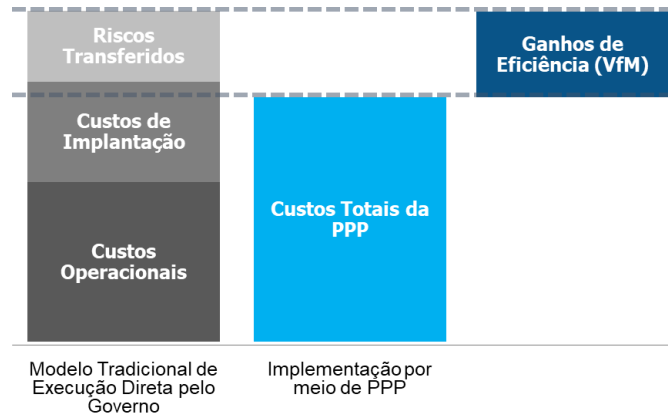 Riscos
Transferidos
Ganhos de
Eficiência (VfM)
Custos de
Implantação
Custos Totais da
PPP
Custos
Operacionais
Modelo Tradicional de
Execução Direta pelo
Governo
Implementação por
meio de PPP